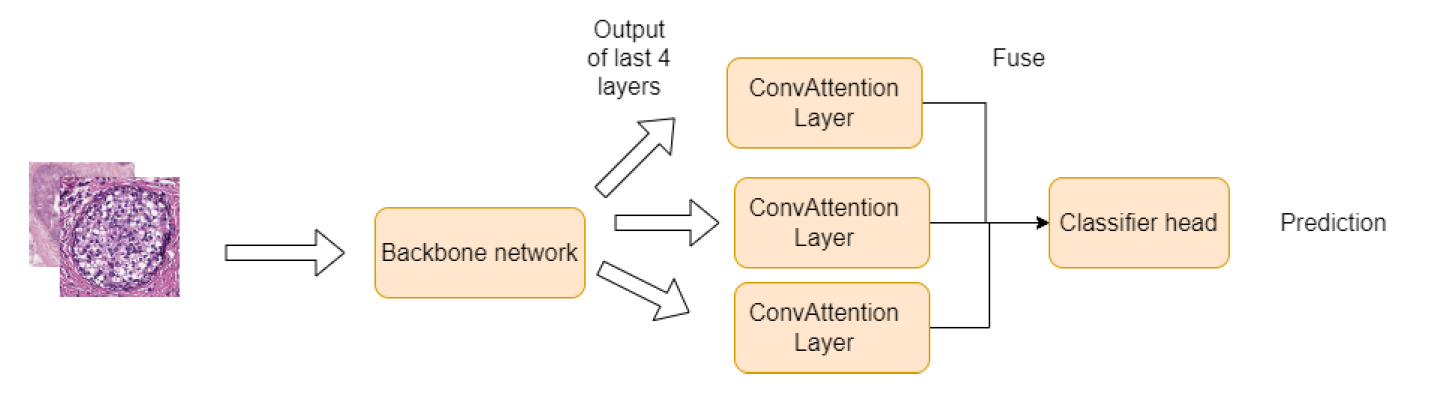 Output
of last 4
layers
Fuse
ConvAttention
Layer
ConvAttention
Layer
ConvAttention
Layer
Backbone network
Classifier head
Prediction